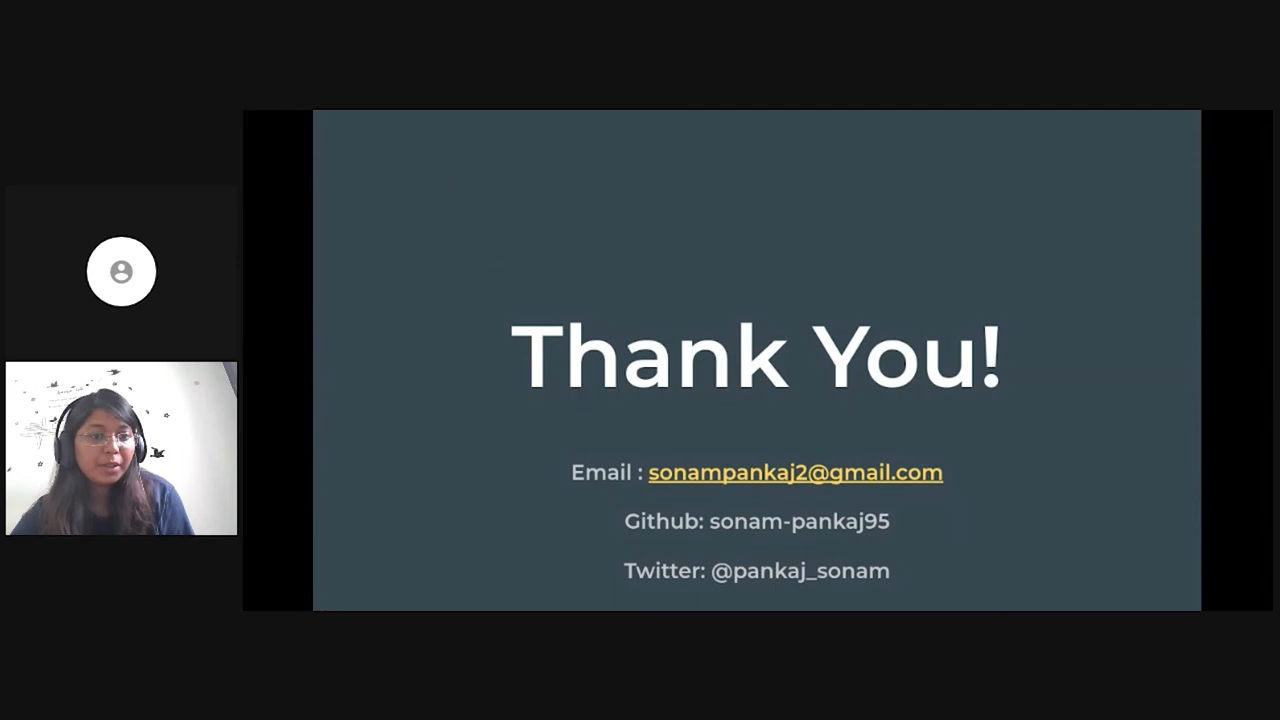 Thank You!
Email : sonampankaj2@gmail.com
Github: sonam-pankaj95
Twitter: @pankaj_sonam